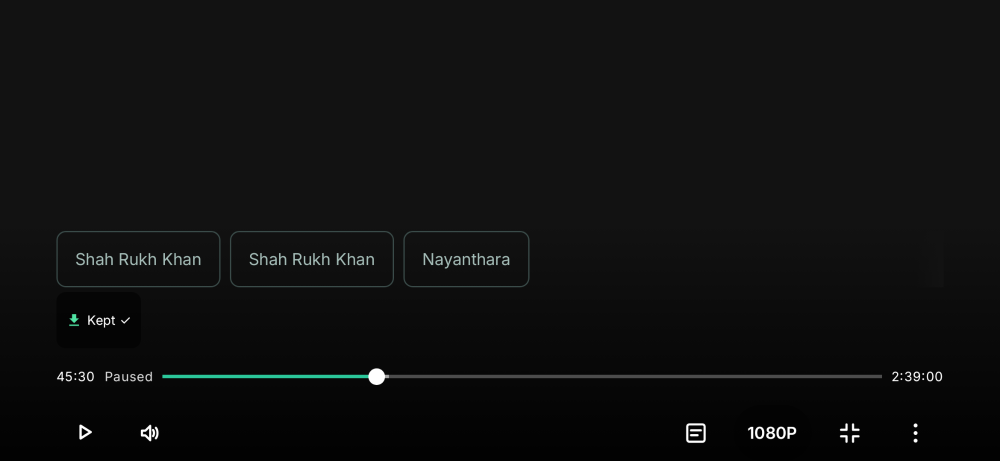 Shah Rukh Khan Shah Rukh Khan Nayanthara
Kept ✓
45:30 Paused 2:39:00
1080P